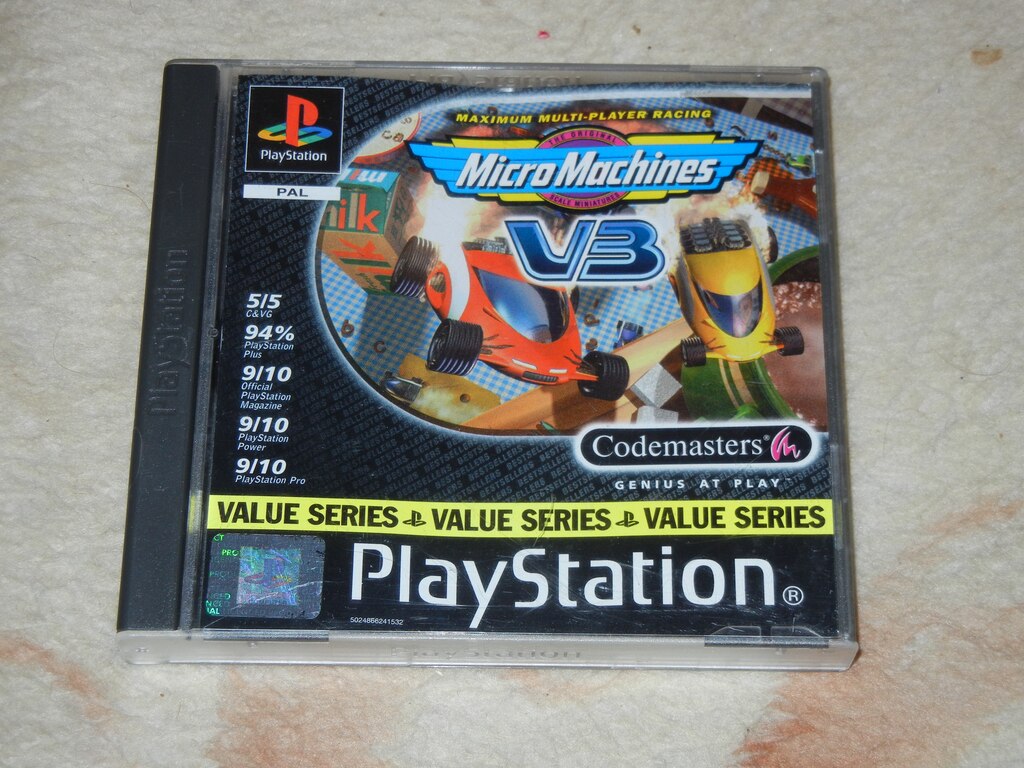 PlayStation
PlayStation
PAL
MAXIMUM MULTI-PLAYER RACING
THE ORIGINAL
Micro Machines
SCALE MINIATURES
V3
ilk
5/5
C&VG
94%
PlayStation
Plus
9/10
Official
PlayStation
Magazine
9/10
PlayStation
Power
9/10
PlayStation Pro
Codemasters®
GENIUS AT PLAY™
VALUE SERIES VALUE SERIES VALUE SERIES
PlayStation®
5024866241532